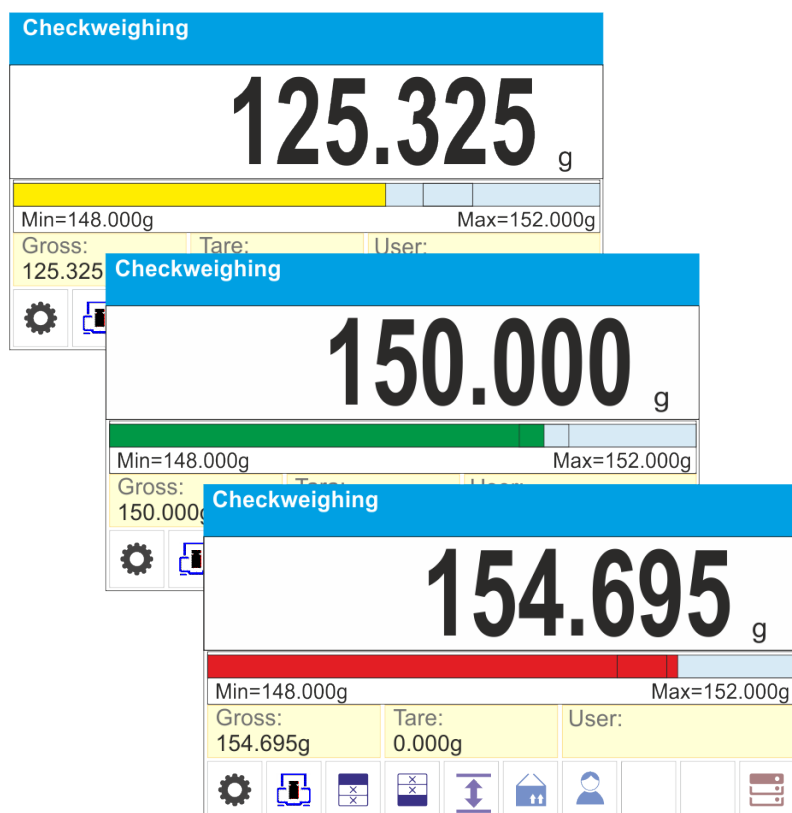 Checkweighing
125.325 g
Min=148.000g Max=152.000g
Gross: Tare: User:
125.325
Checkweighing
150.000 g
Min=148.000g Max=152.000g
Gross:
150.000g
Checkweighing
154.695 g
Min=148.000g Max=152.000g
Gross: Tare: User:
154.695g 0.000g